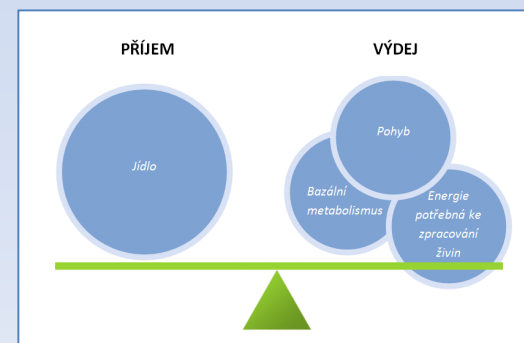 PŘÍJEM
VÝDEJ
Jídlo
Pohyb
Bazální
metabolismus
Energie
potřebná ke
zpracování
živin